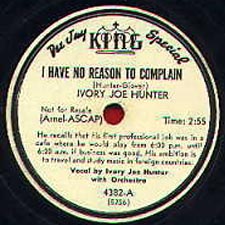 Dee Jay KING Special
I HAVE NO REASON TO COMPLAIN
(Hunter-Glover)
IVORY JOE HUNTER
Not for Resale
(Arnel-ASCAP)
Time: 2:55
He recalls that his first professional job was in a
cafe where he would play from 6:00 p.m. until
6:00 a.m. if business was good. His ambition is
to travel and study music in foreign countries.
Vocal by Ivory Joe Hunter
with Orchestra
4382-A